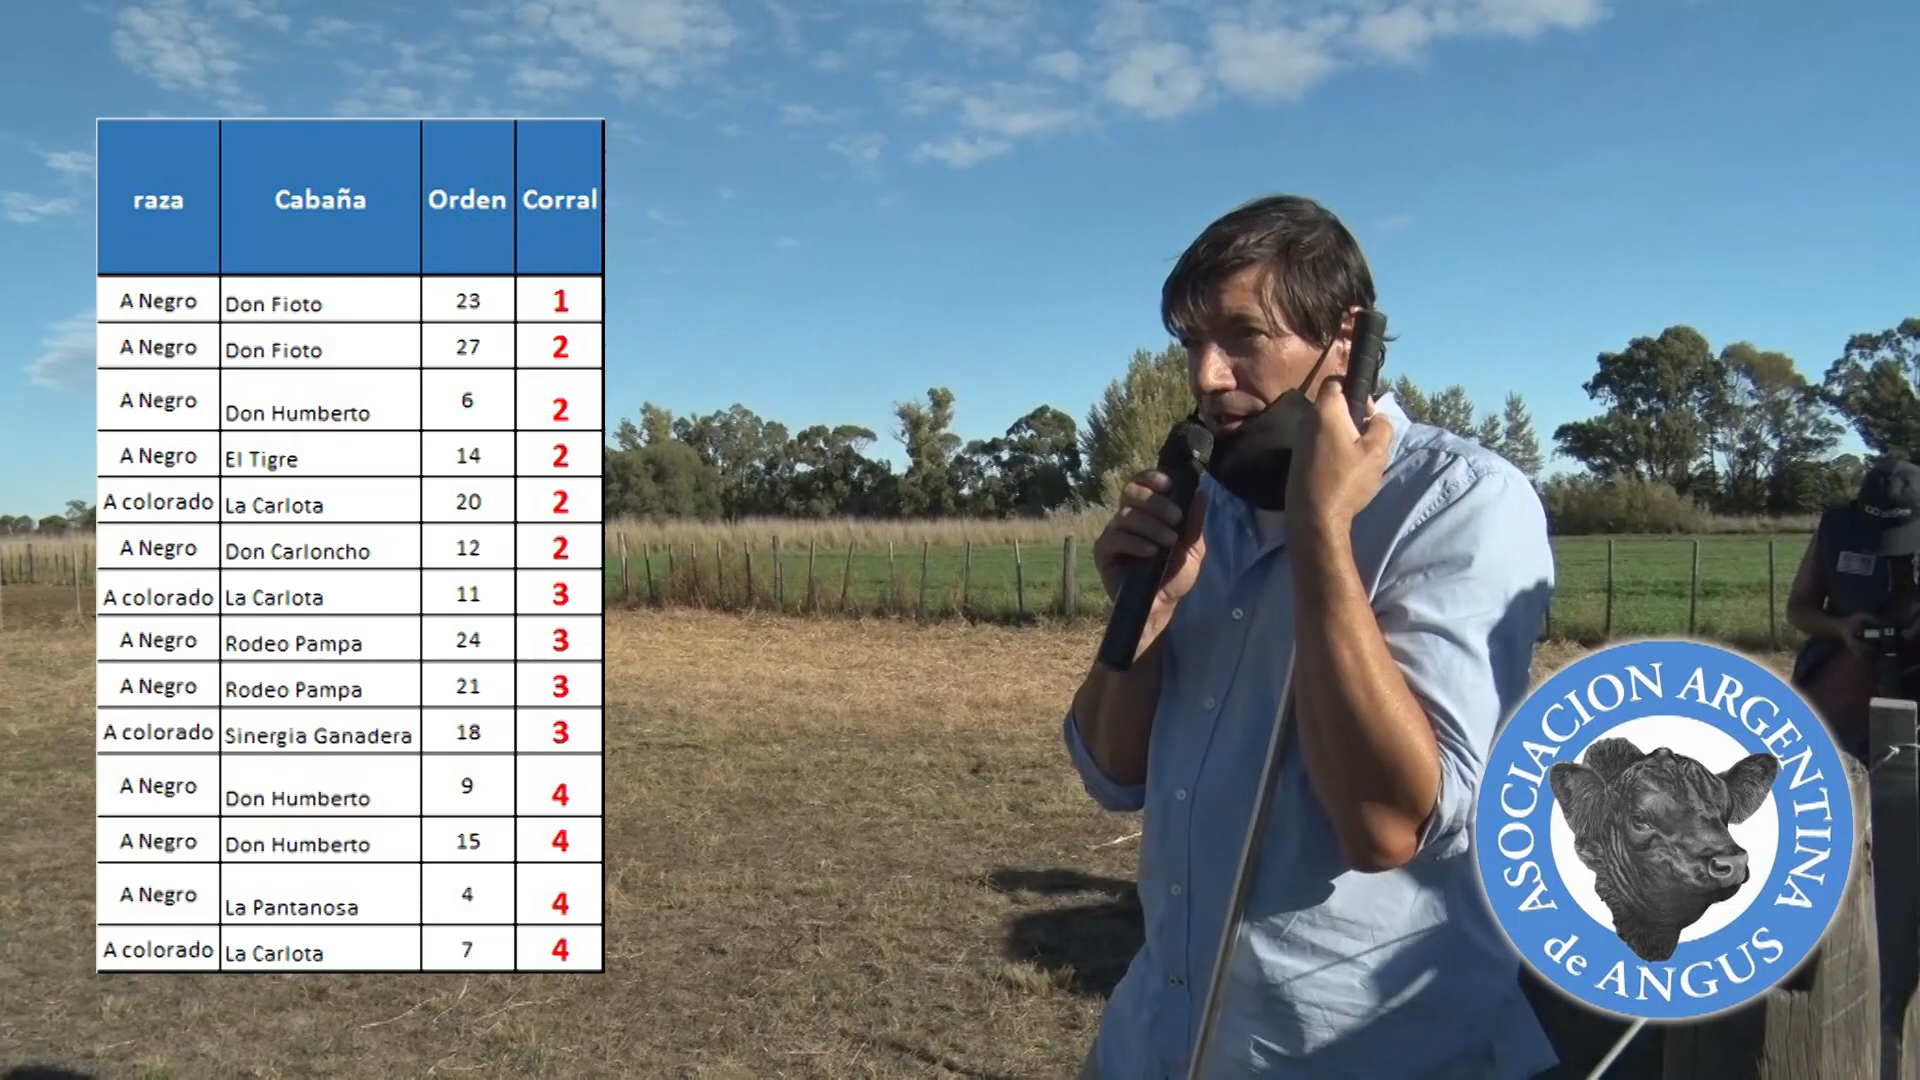 raza Cabaña Orden Corral
A Negro Don Fioto 23 1
A Negro Don Fioto 27 2
A Negro Don Humberto 6 2
A Negro El Tigre 14 2
A colorado La Carlota 20 2
A Negro Don Carloncho 12 2
A colorado La Carlota 11 3
A Negro Rodeo Pampa 24 3
A Negro Rodeo Pampa 21 3
A colorado Sinergia Ganadera 18 3
A Negro Don Humberto 9 4
A Negro Don Humberto 15 4
A Negro La Pantanosa 4 4
A colorado La Carlota 7 4
ASOCIACION ARGENTINA
de ANGUS